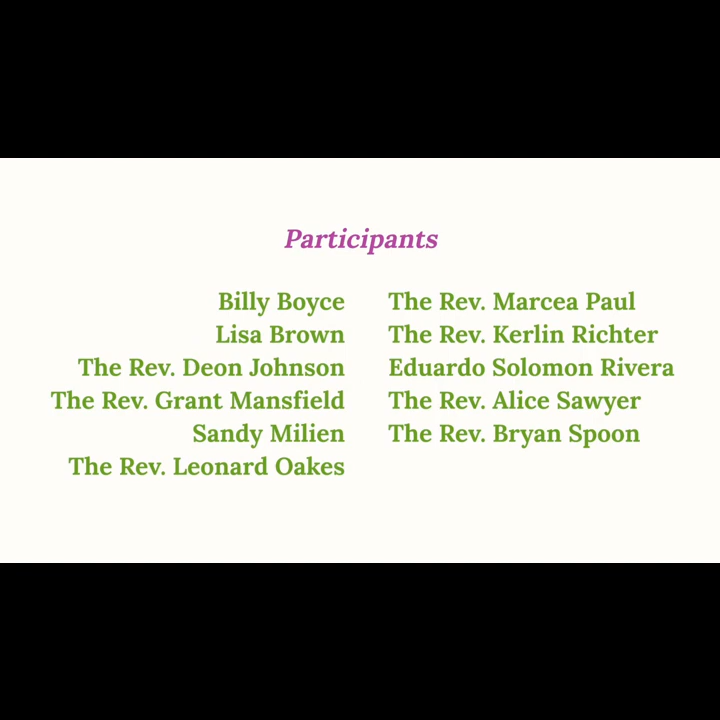 Participants
Billy Boyce
Lisa Brown
The Rev. Deon Johnson
The Rev. Grant Mansfield
Sandy Milien
The Rev. Leonard Oakes
The Rev. Marcea Paul
The Rev. Kerlin Richter
Eduardo Solomon Rivera
The Rev. Alice Sawyer
The Rev. Bryan Spoon